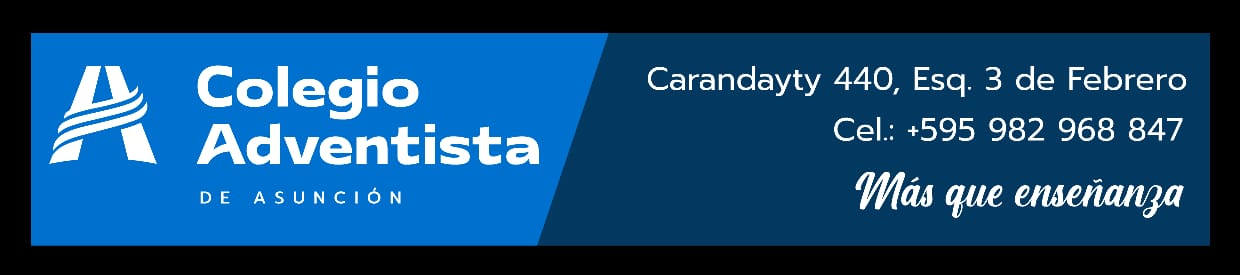 Colegio
Adventista
DE ASUNCIÓN
Carandayty 440, Esq. 3 de Febrero
Cel.: +595 982 968 847
Más que enseñanza